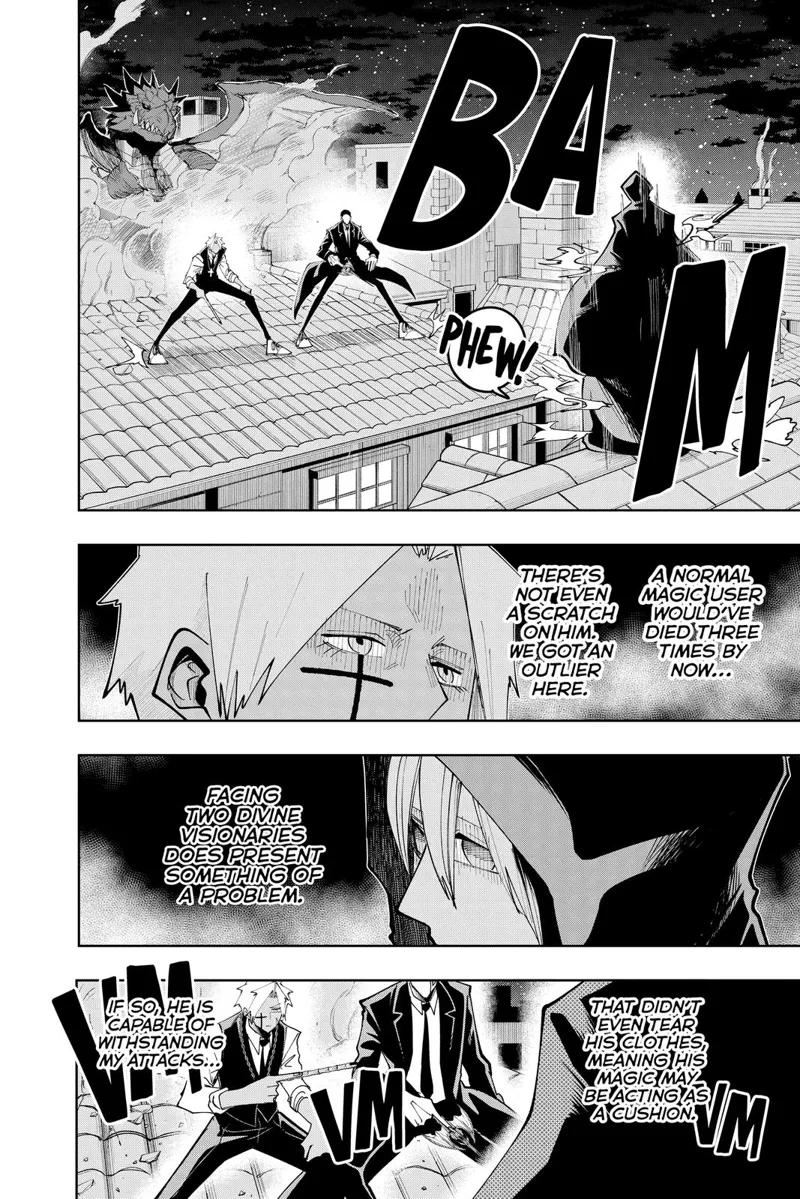 BA
M
PHEW!
A NORMAL
MAGIC USER
WOULD'VE
DIED THREE
TIMES BY
NOW...
THERE'S
NOT EVEN
A SCRATCH
ON HIM.
WE GOT AN
OUTLIER
HERE.
FACING
TWO DIVINE
VISIONARIES
DOES PRESENT
SOMETHING OF
A PROBLEM.
THAT DIDN'T
EVEN TEAR
HIS CLOTHES,
MEANING HIS
MAGIC MAY
BE ACTING AS
A CUSHION.
VM
IF SO, HE IS
CAPABLE OF
WITHSTANDING
MY ATTACKS...
VM
VM